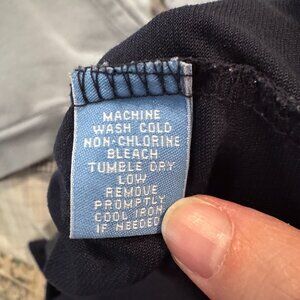 MACHINE
WASH COLD
NON-CHLORINE
BLEACH
TUMBLE DRY
LOW
REMOVE
PROMPTLY
COOL IRON
IF NEEDED